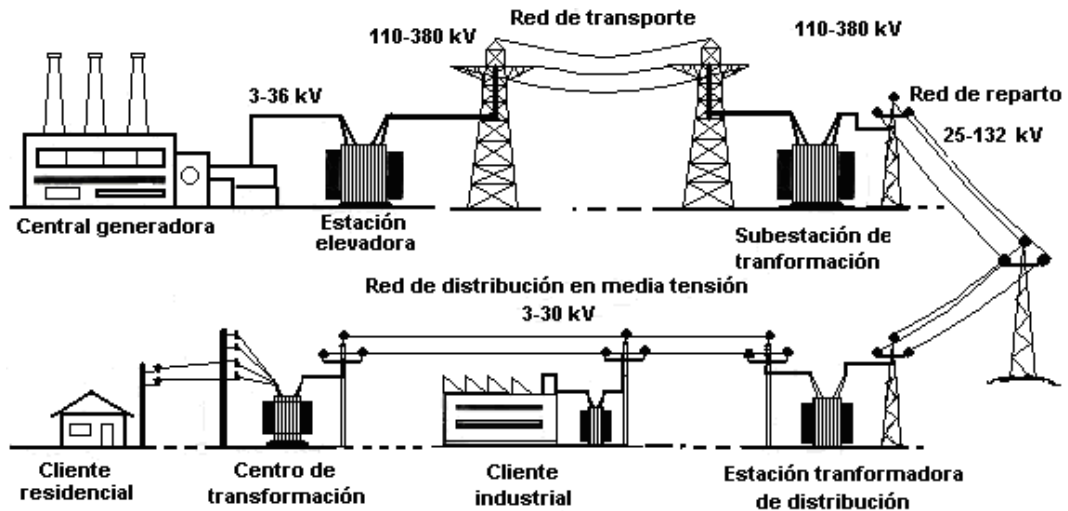 Red de transporte
110-380 kV
110-380 kV
3-36 kV
Red de reparto
25-132 kV
Central generadora
Estación
elevadora
Subestación de
tranformación
Red de distribución en media tensión
3-30 kV
Cliente
residencial
Centro de
transformación
Cliente
industrial
Estación tranformadora
de distribución